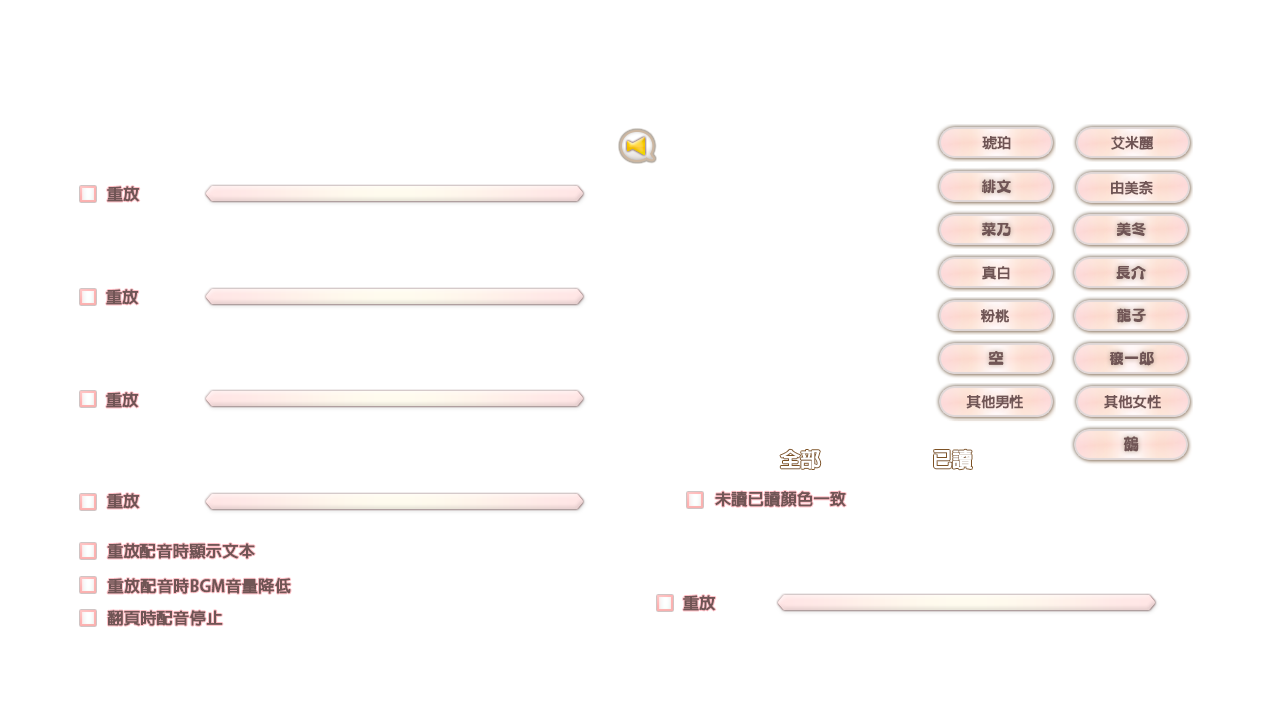 重放
重放
重放
重放
重放配音時顯示文本
重放配音時BGM音量降低
翻頁時配音停止
琥珀
艾米麗
緋文
由美奈
菜乃
美冬
真白
長介
粉桃
龍子
空
穣一郎
其他男性
其他女性
鶴
全部
已讀
未讀已讀顏色一致
重放